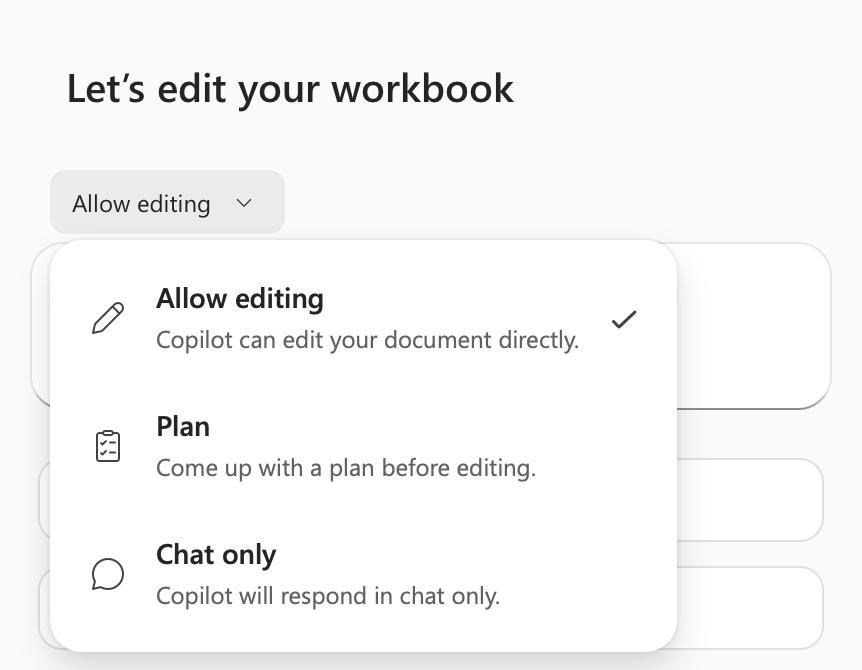 Let’s edit your workbook
Allow editing
Allow editing
Copilot can edit your document directly.
Plan
Come up with a plan before editing.
Chat only
Copilot will respond in chat only.